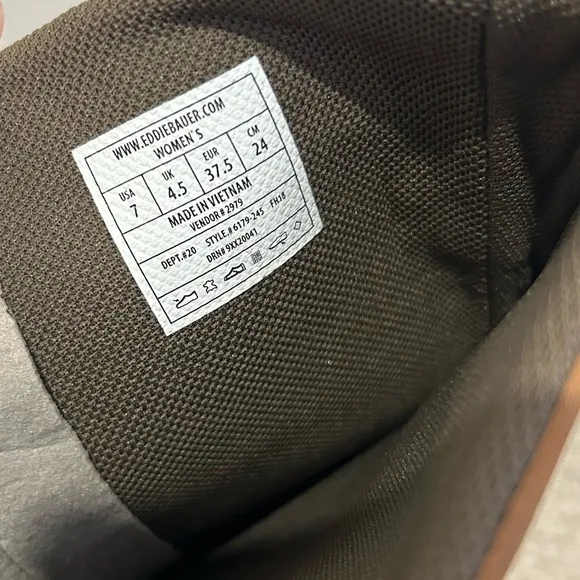 WWW.EDDIEBAUER.COM
WOMEN'S
USA UK EUR CM
7 4.5 37.5 24
MADE IN VIETNAM
VENDOR#2979
DEPT.#20 STYLE.#6179-245 FH18
DRN# 9XX20041